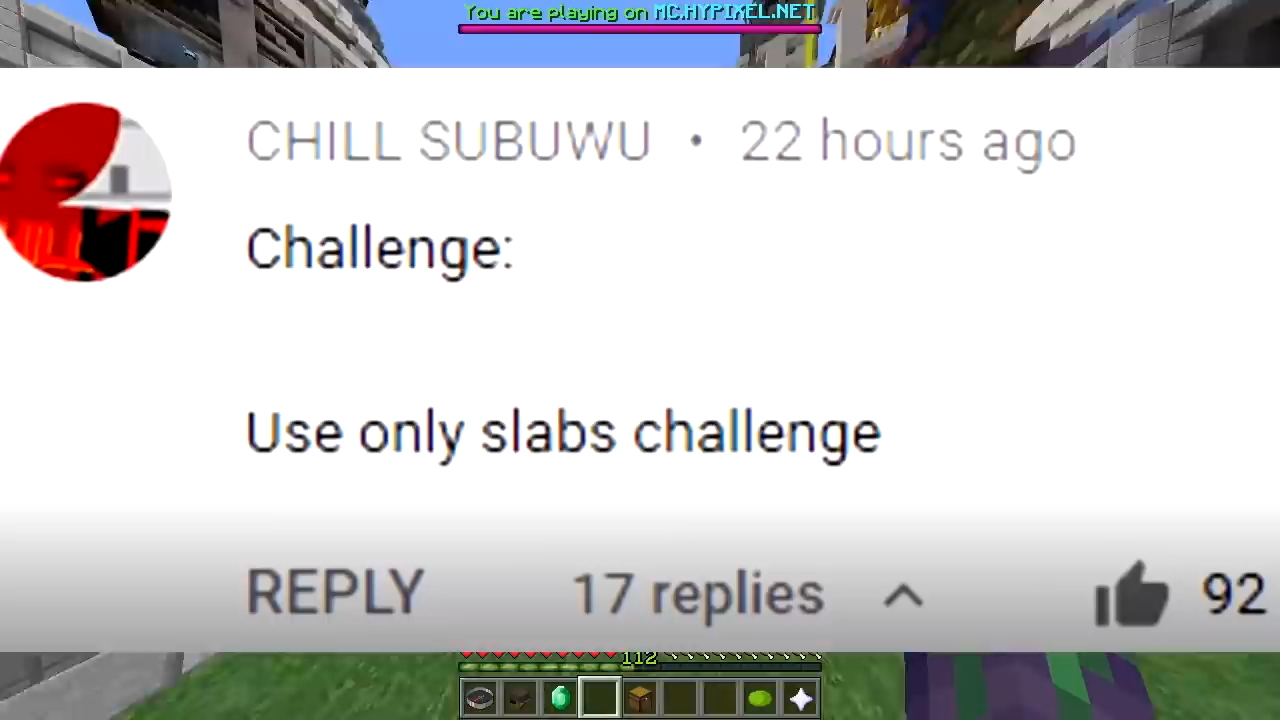 You are playing on MC.HYPIXEL.NET
CHILL SUBUWU • 22 hours ago
Challenge:
Use only slabs challenge
REPLY 17 replies 92
112